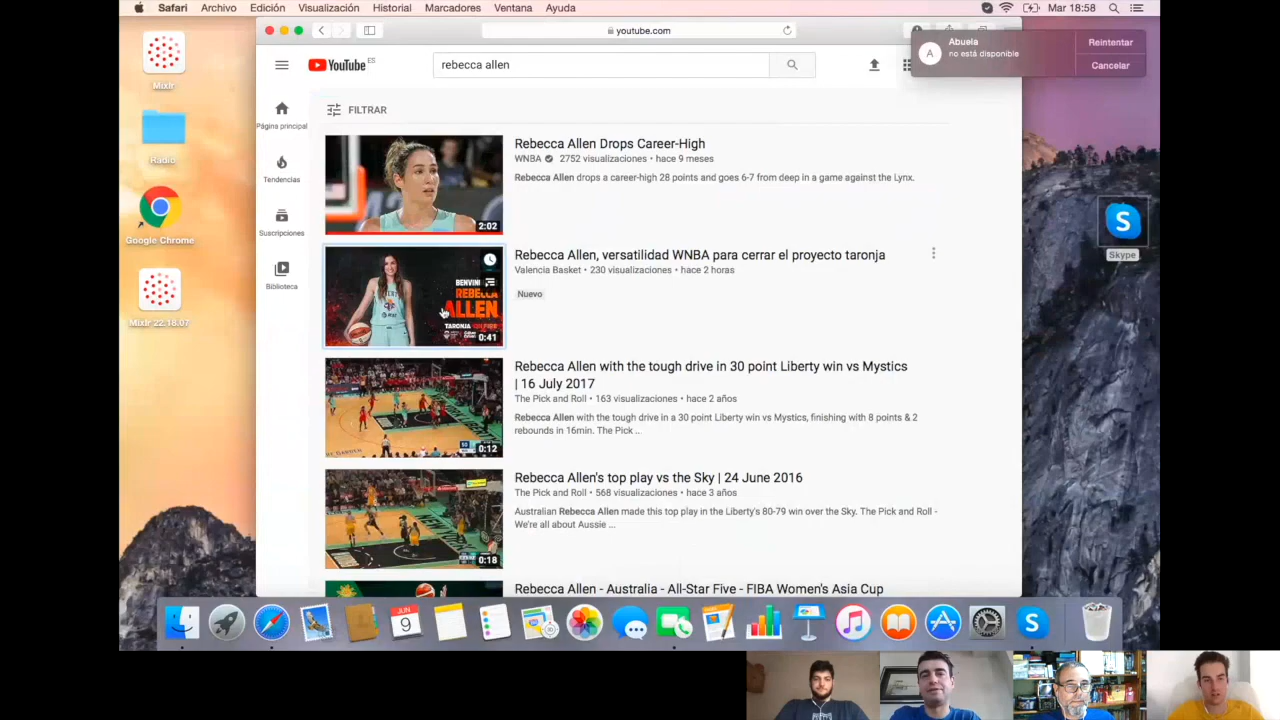 Safari Archivo Edición Visualización Historial Marcadores Ventana Ayuda
Mar 18:58
youtube.com
Abuela
no está disponible
Reintentar
Cancelar
A
YouTube ES
rebecca allen
Mixlr
Radio
Google Chrome
Mixlr 22.18.07
Skype
Página principal
Tendencias
Suscripciones
Biblioteca
FILTRAR
Rebecca Allen Drops Career-High
WNBA 2752 visualizaciones • hace 9 meses
Rebecca Allen drops a career-high 28 points and goes 6-7 from deep in a game against the Lynx.
2:02
Rebecca Allen, versatilidad WNBA para cerrar el proyecto taronja
Valencia Basket • 230 visualizaciones • hace 2 horas
Nuevo
REBECCA
ALLEN
TARONJA
0:41
Rebecca Allen with the tough drive in 30 point Liberty win vs Mystics
| 16 July 2017
The Pick and Roll • 163 visualizaciones • hace 2 años
Rebecca Allen with the tough drive in a 30 point Liberty win vs Mystics, finishing with 8 points & 2
rebounds in 16min. The Pick ...
0:12
Rebecca Allen's top play vs the Sky | 24 June 2016
The Pick and Roll • 568 visualizaciones • hace 3 años
Australian Rebecca Allen made this top play in the Liberty's 80-79 win over the Sky. The Pick and Roll -
We're all about Aussie ...
0:18
Rebecca Allen - Australia - All-Star Five - FIBA Women's Asia Cup
JUN
9